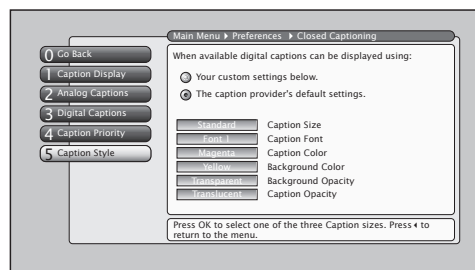 Main Menu Preferences Closed Captioning
0 Go Back
1 Caption Display
2 Analog Captions
3 Digital Captions
4 Caption Priority
5 Caption Style
When available digital captions can be displayed using:
Your custom settings below.
The caption provider's default settings.
Standard Caption Size
Font 1 Caption Font
Magenta Caption Color
Yellow Background Color
Transparent Background Opacity
Translucent Caption Opacity
Press OK to select one of the three Caption sizes. Press to
return to the menu.